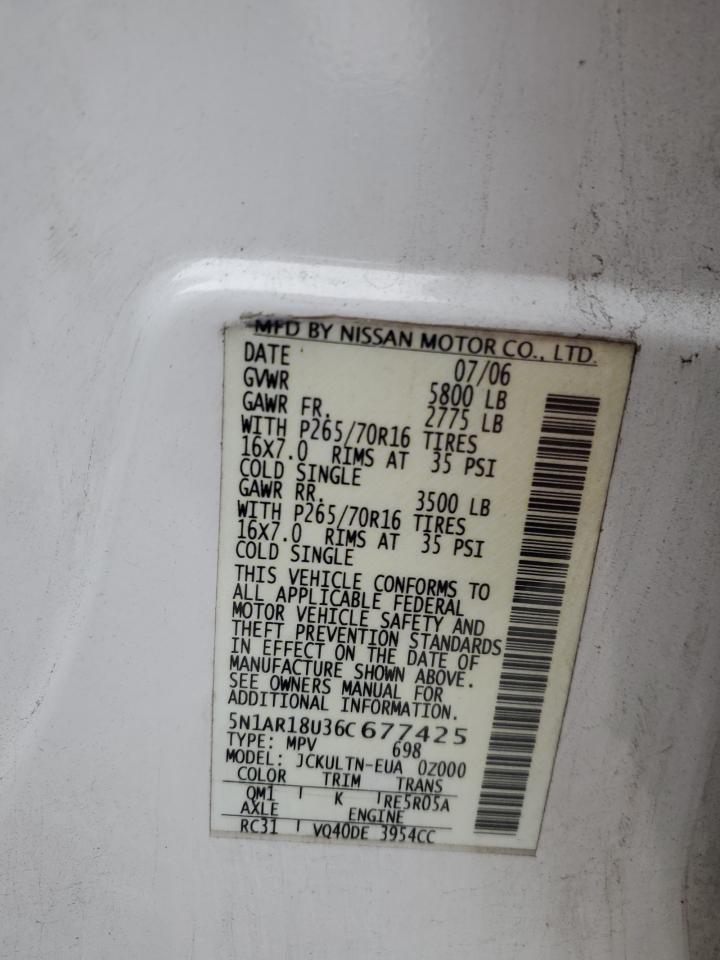 MFD BY NISSAN MOTOR CO., LTD.
DATE 07/06
GVWR 5800 LB
GAWR FR. 2775 LB
WITH P265/70R16 TIRES
16X7.0 RIMS AT 35 PSI
COLD SINGLE
GAWR RR. 3500 LB
WITH P265/70R16 TIRES
16X7.0 RIMS AT 35 PSI
COLD SINGLE
THIS VEHICLE CONFORMS TO
ALL APPLICABLE FEDERAL
MOTOR VEHICLE SAFETY AND
THEFT PREVENTION STANDARDS
IN EFFECT ON THE DATE OF
MANUFACTURE SHOWN ABOVE.
SEE OWNERS MANUAL FOR
ADDITIONAL INFORMATION.
5N1AR18U36C677425
TYPE: MPV 698
MODEL: JCKULTN-EUA 0Z000
COLOR TRIM TRANS
QM1 K RE5R05A
AXLE ENGINE
RC31 VQ40DE 3954CC